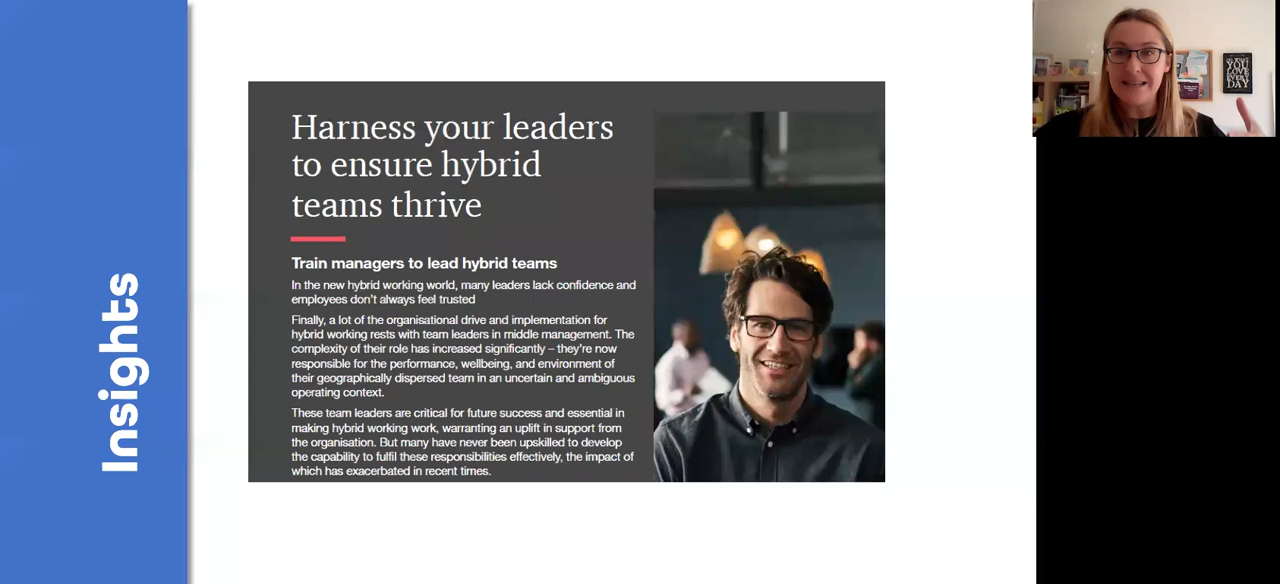 Insights
Harness your leaders
to ensure hybrid
teams thrive
Train managers to lead hybrid teams
In the new hybrid working world, many leaders lack confidence and
employees don't always feel trusted
Finally, a lot of the organisational drive and implementation for
hybrid working rests with team leaders in middle management. The
complexity of their role has increased significantly – they're now
responsible for the performance, wellbeing, and environment of
their geographically dispersed team in an uncertain and ambiguous
operating context.
These team leaders are critical for future success and essential in
making hybrid working work, warranting an uplift in support from
the organisation. But many have never been upskilled to develop
the capability to fulfil these responsibilities effectively, the impact of
which has exacerbated in recent times.
YOU
LOVE
EVERY
DAY